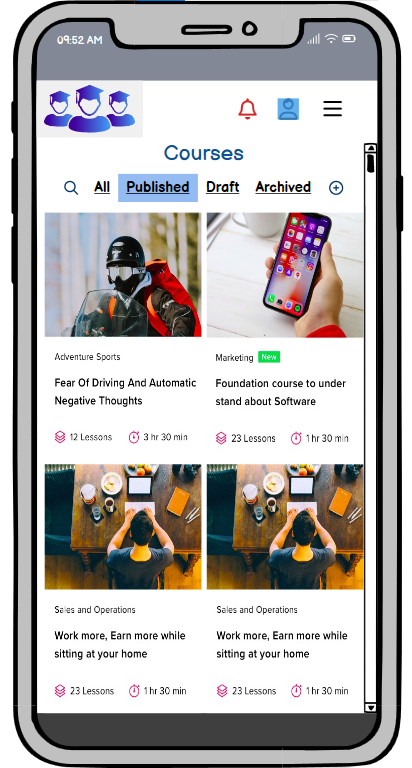 09:52 AM
Courses
All Published Draft Archived
Adventure Sports
Fear Of Driving And Automatic
Negative Thoughts
12 Lessons 3 hr 30 min
Marketing New
Foundation course to under
stand about Software
23 Lessons 1 hr 30 min
Sales and Operations
Work more, Earn more while
sitting at your home
23 Lessons 1 hr 30 min
Sales and Operations
Work more, Earn more while
sitting at your home
23 Lessons 1 hr 30 min